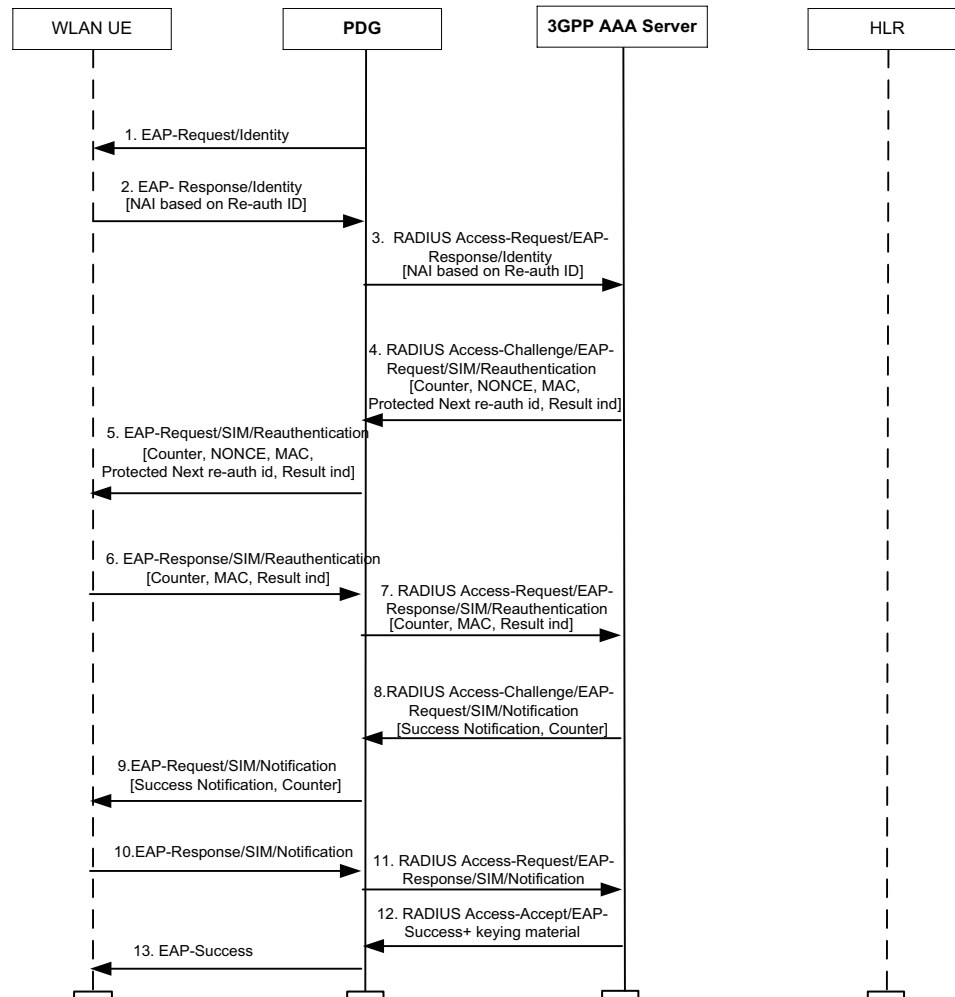 WLAN UE
PDG
3GPP AAA Server
HLR
1. EAP-Request/Identity
2. EAP- Response/Identity
[NAI based on Re-auth ID]
3. RADIUS Access-Request/EAP-
Response/Identity
[NAI based on Re-auth ID]
4. RADIUS Access-Challenge/EAP-
Request/SIM/Reauthentication
[Counter, NONCE, MAC,
Protected Next re-auth id, Result ind]
5. EAP-Request/SIM/Reauthentication
[Counter, NONCE, MAC,
Protected Next re-auth id, Result ind]
6. EAP-Response/SIM/Reauthentication
[Counter, MAC, Result ind]
7. RADIUS Access-Request/EAP-
Response/SIM/Reauthentication
[Counter, MAC, Result ind]
8.RADIUS Access-Challenge/EAP-
Request/SIM/Notification
[Success Notification, Counter]
9.EAP-Request/SIM/Notification
[Success Notification, Counter]
10.EAP-Response/SIM/Notification
11. RADIUS Access-Request/EAP-
Response/SIM/Notification
12. RADIUS Access-Accept/EAP-
Success+ keying material
13. EAP-Success